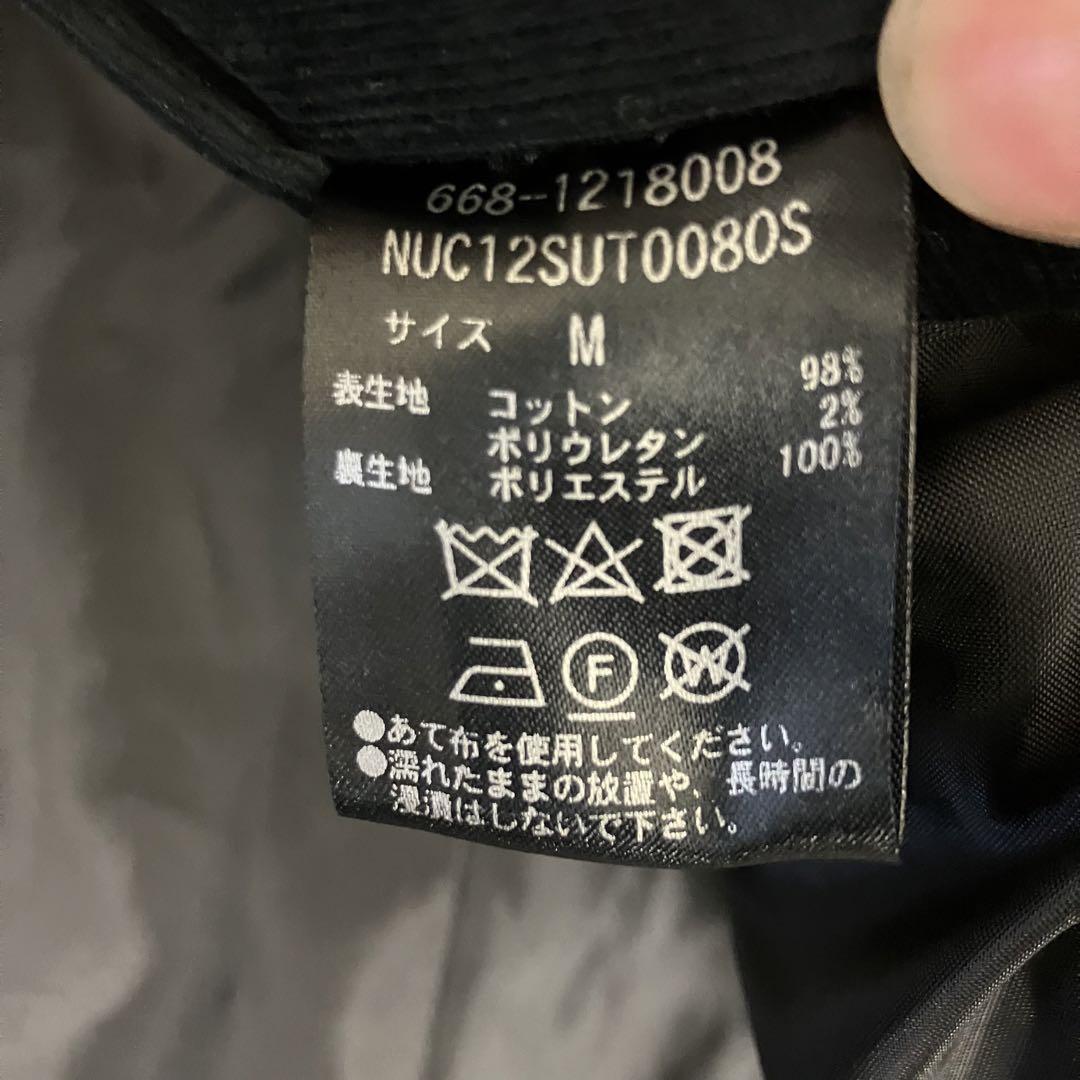 668-1218008
NUC12SUT0080S
サイズ M
表生地 コットン 98%
ポリウレタン 2%
裏生地 ポリエステル 100%
F
W
●あて布を使用してください。
●濡れたままの放置や、長時間の
浸漬はしないで下さい。